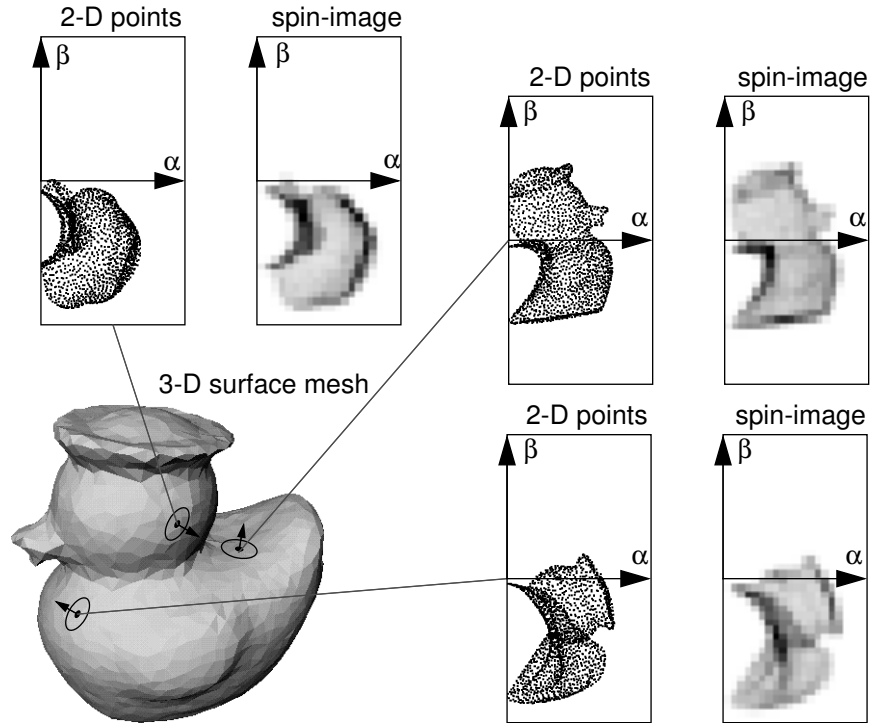 2-D points
spin-image
β
α
β
α
2-D points
spin-image
β
α
β
α
3-D surface mesh
2-D points
spin-image
β
α
β
α